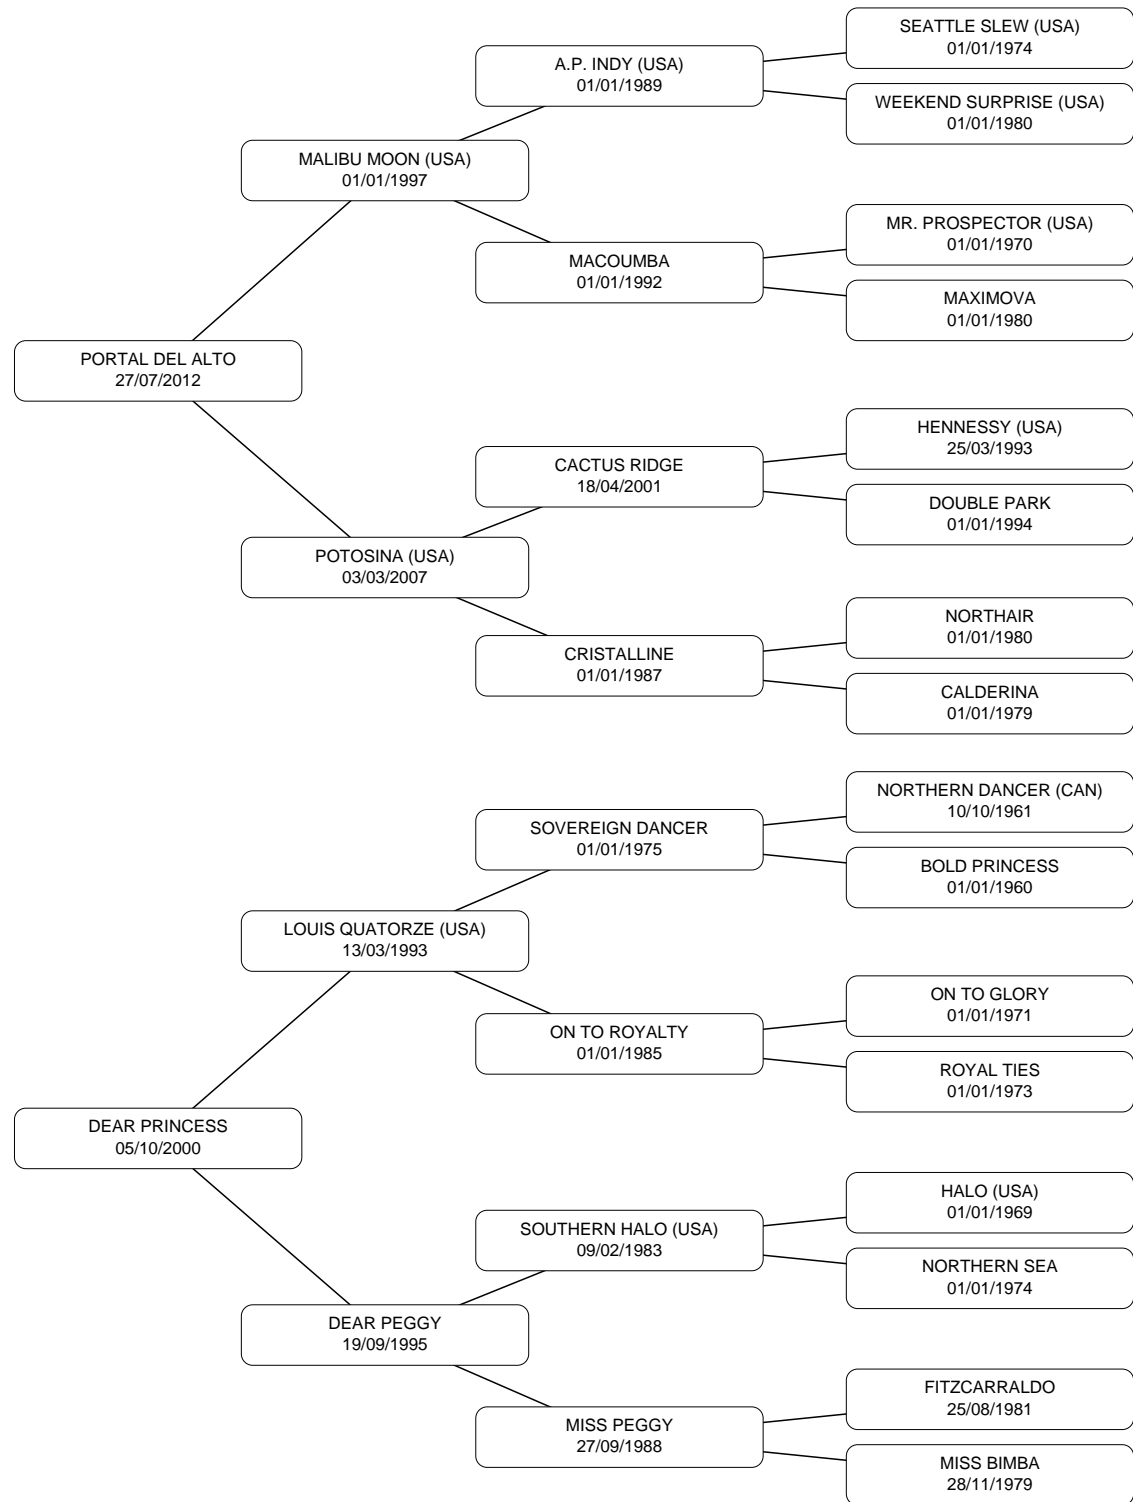 SEATTLE SLEW (USA)
01/01/1974
A.P. INDY (USA)
01/01/1989
WEEKEND SURPRISE (USA)
01/01/1980
MALIBU MOON (USA)
01/01/1997
MR. PROSPECTOR (USA)
01/01/1970
MACOUMBA
01/01/1992
MAXIMOVA
01/01/1980
PORTAL DEL ALTO
27/07/2012
HENNESSY (USA)
25/03/1993
CACTUS RIDGE
18/04/2001
DOUBLE PARK
01/01/1994
POTOSINA (USA)
03/03/2007
NORTHAIR
01/01/1980
CRISTALLINE
01/01/1987
CALDERINA
01/01/1979
NORTHERN DANCER (CAN)
10/10/1961
SOVEREIGN DANCER
01/01/1975
BOLD PRINCESS
01/01/1960
LOUIS QUATORZE (USA)
13/03/1993
ON TO GLORY
01/01/1971
ON TO ROYALTY
01/01/1985
ROYAL TIES
01/01/1973
DEAR PRINCESS
05/10/2000
HALO (USA)
01/01/1969
SOUTHERN HALO (USA)
09/02/1983
NORTHERN SEA
01/01/1974
DEAR PEGGY
19/09/1995
FITZCARRALDO
25/08/1981
MISS PEGGY
27/09/1988
MISS BIMBA
28/11/1979